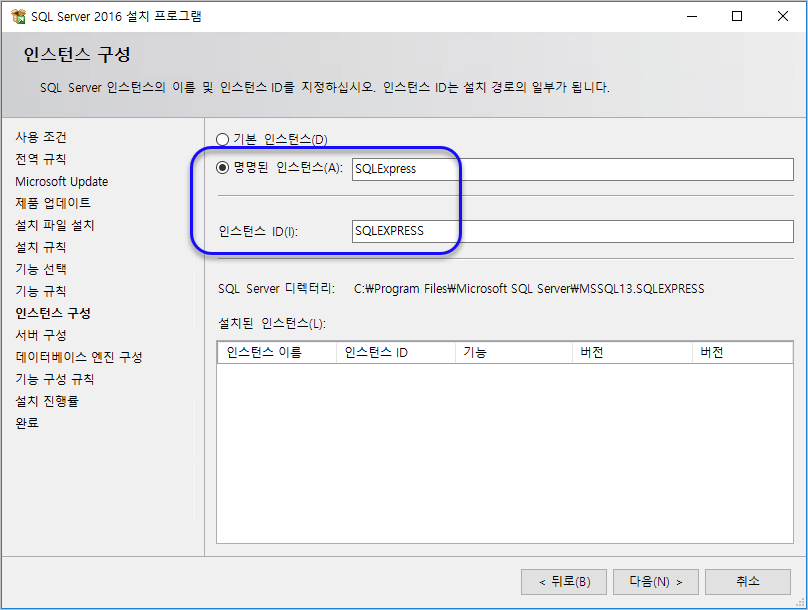 SQL Server 2016 설치 프로그램
인스턴스 구성
SQL Server 인스턴스의 이름 및 인스턴스 ID를 지정하십시오. 인스턴스 ID는 설치 경로의 일부가 됩니다.
사용 조건
전역 규칙
Microsoft Update
제품 업데이트
설치 파일 설치
설치 규칙
기능 선택
기능 규칙
인스턴스 구성
서버 구성
데이터베이스 엔진 구성
기능 구성 규칙
설치 진행률
완료
기본 인스턴스(D)
명명된 인스턴스(A): SQLExpress
인스턴스 ID(I): SQLEXPRESS
SQL Server 디렉터리: C:₩Program Files₩Microsoft SQL Server₩MSSQL13.SQLEXPRESS
설치된 인스턴스(L):
인스턴스 이름 인스턴스 ID 기능 버전 버전
< 뒤로(B) 다음(N) > 취소